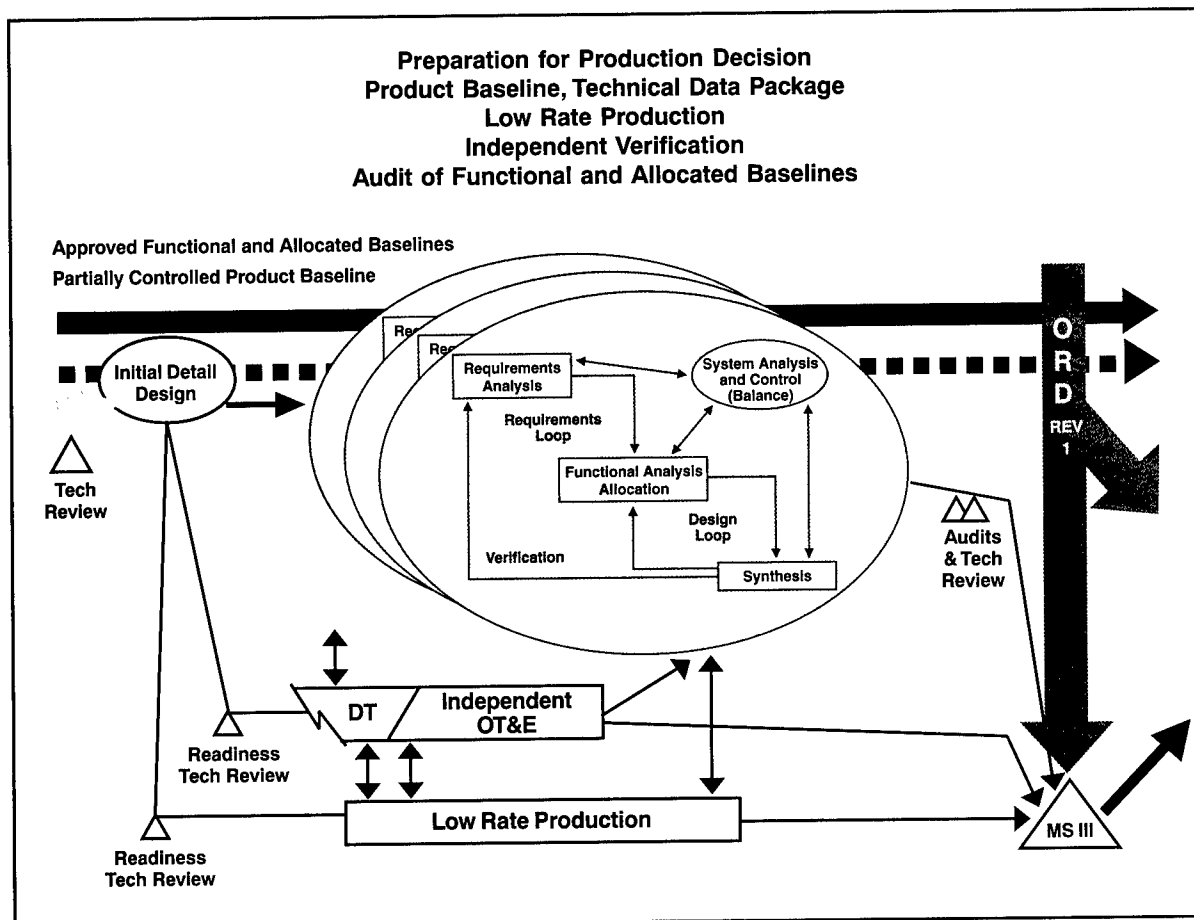 Preparation for Production Decision
Product Baseline, Technical Data Package
Low Rate Production
Independent Verification
Audit of Functional and Allocated Baselines
Approved Functional and Allocated Baselines
Partially Controlled Product Baseline
Initial Detail
Design
Tech
Review
Req
Req
Requirements
Analysis
System Analysis
and Control
(Balance)
Requirements
Loop
Functional Analysis
Allocation
Design
Loop
Verification
Synthesis
O
R
D
REV
1
Audits
& Tech
Review
DT
Independent
OT&E
Readiness
Tech Review
Low Rate Production
Readiness
Tech Review
MS III